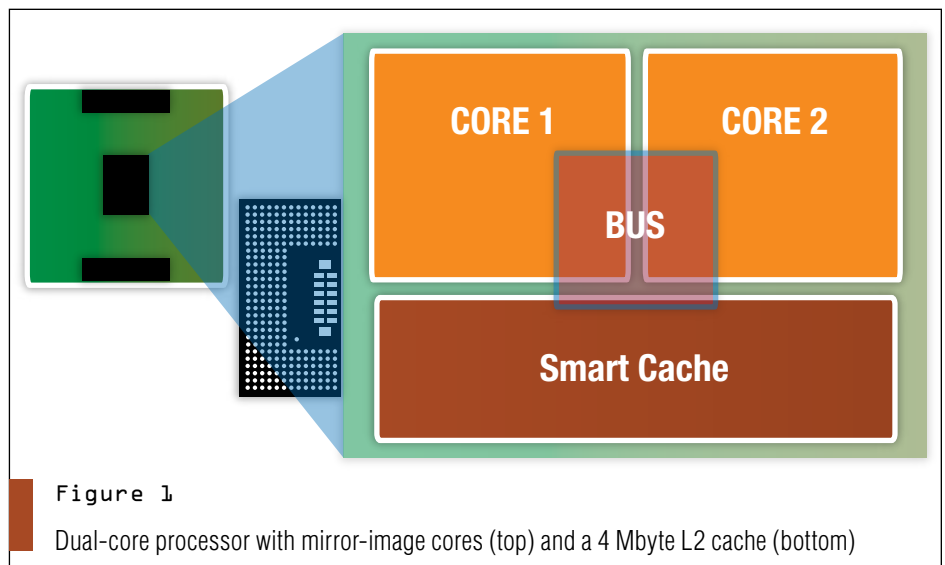 CORE 1
CORE 2
BUS
Smart Cache
Figure 1
Dual-core processor with mirror-image cores (top) and a 4 Mbyte L2 cache (bottom)